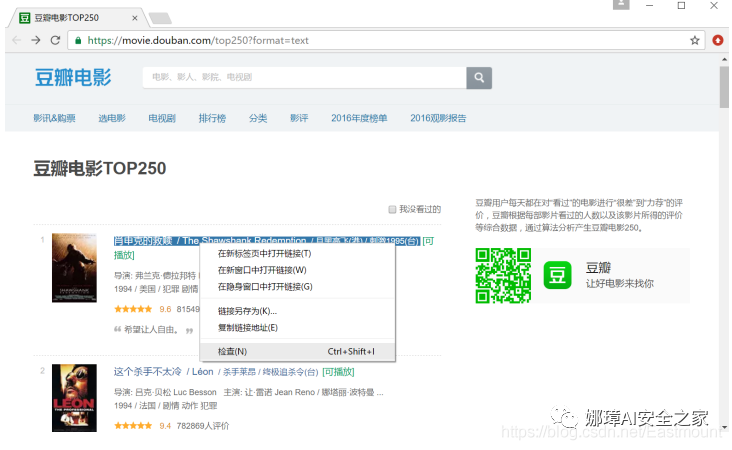 豆瓣电影TOP250
https://movie.douban.com/top250?format=text
豆瓣电影
电影、影人、影院、电视剧
影讯&购票 选电影 电视剧 排行榜 分类 影评 2016年度榜单 2016观影报告
豆瓣电影TOP250
我没看过的
1 肖申克的救赎 / The Shawshank Redemption / 月黑高飞(港) / 刺激1995(台) [可
播放]
导演: 弗兰克·德拉邦特
1994 / 美国 / 犯罪 剧情
9.6 81549
希望让人自由。
在新标签页中打开链接(T)
在新窗口中打开链接(W)
在隐身窗口中打开链接(G)
链接另存为(K)...
复制链接地址(E)
检查(N) Ctrl+Shift+I
2 这个杀手不太冷 / Léon / 杀手莱昂 / 终极追杀令(台) [可播放]
导演: 吕克·贝松 Luc Besson 主演: 让·雷诺 Jean Reno / 娜塔丽·波特曼 ...
1994 / 法国 / 剧情 动作 犯罪
9.4 782869人评价
LEON
THE PROFESSIONAL
豆瓣用户每天都在对“看过”的电影进行“很差”到“力荐”的评
价，豆瓣根据每部影片看过的人数以及该影片所得的评价
等综合数据，通过算法分析产生豆瓣电影250。
豆
豆瓣
让好电影来找你
娜璋AI安全之家
https://blog.csdn.net/Eastmount